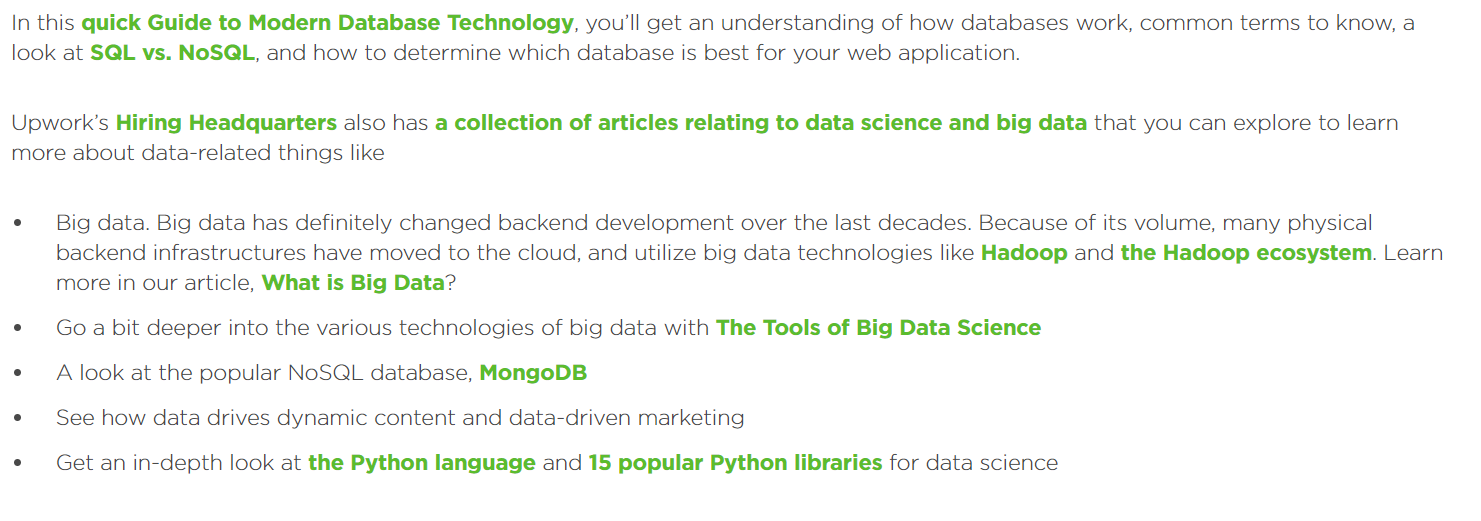 In this quick Guide to Modern Database Technology, you’ll get an understanding of how databases work, common terms to know, a
look at SQL vs. NoSQL, and how to determine which database is best for your web application.
Upwork’s Hiring Headquarters also has a collection of articles relating to data science and big data that you can explore to learn
more about data-related things like
• Big data. Big data has definitely changed backend development over the last decades. Because of its volume, many physical
backend infrastructures have moved to the cloud, and utilize big data technologies like Hadoop and the Hadoop ecosystem. Learn
more in our article, What is Big Data?
• Go a bit deeper into the various technologies of big data with The Tools of Big Data Science
• A look at the popular NoSQL database, MongoDB
• See how data drives dynamic content and data-driven marketing
• Get an in-depth look at the Python language and 15 popular Python libraries for data science